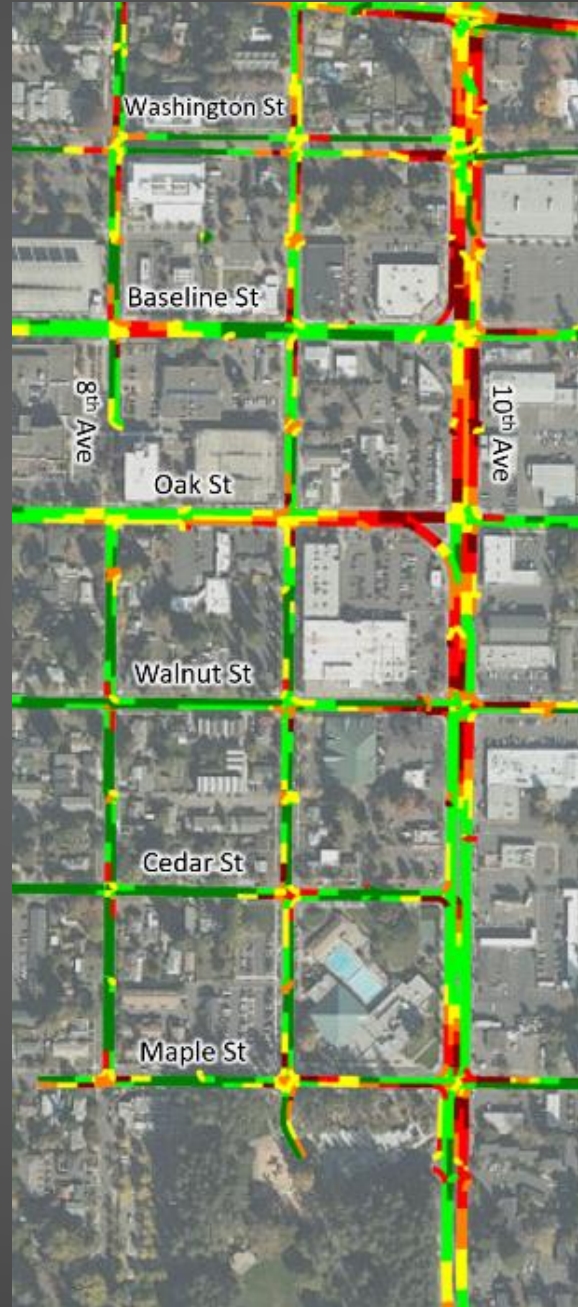 Washington St
Baseline St
8th Ave
10th Ave
Oak St
Walnut St
Cedar St
Maple St